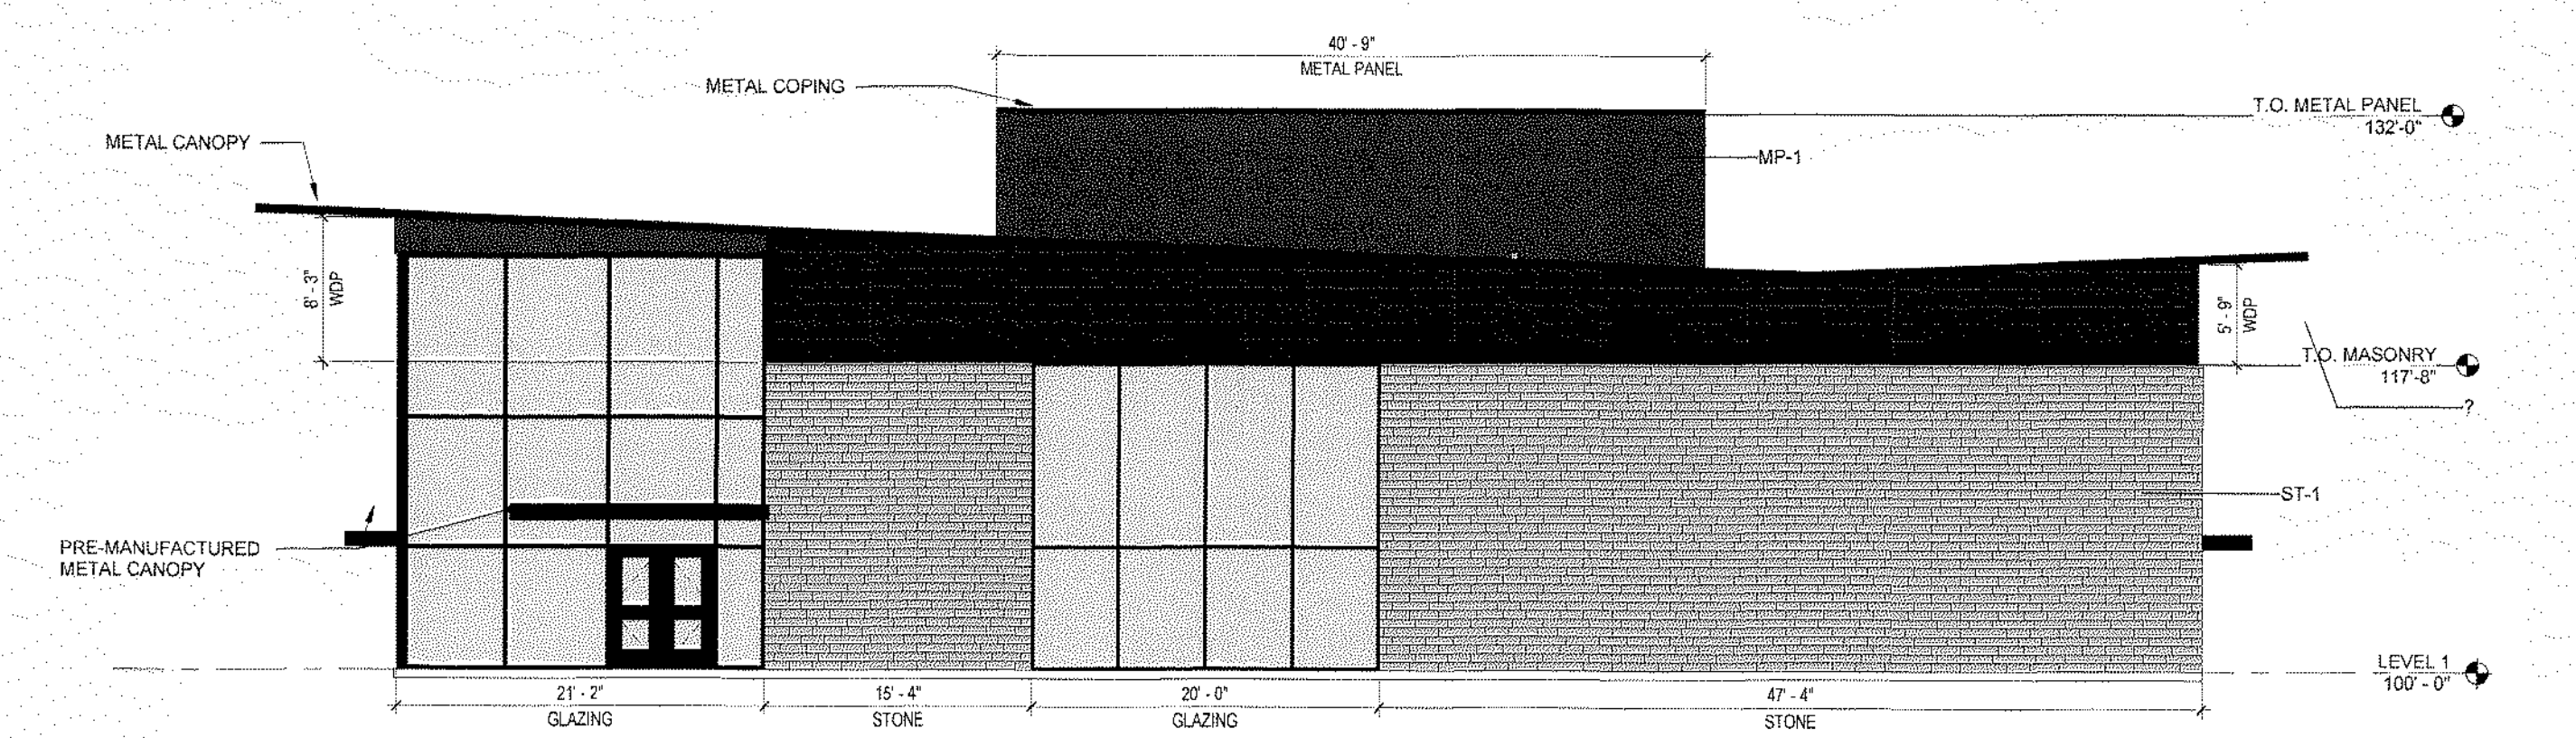 40' - 9"
METAL PANEL
METAL COPING
T.O. METAL PANEL
132'-0"
METAL CANOPY
MP-1
8' - 3"
WDP
5' - 9"
WDP
T.O. MASONRY
117'-8"
?
ST-1
PRE-MANUFACTURED
METAL CANOPY
LEVEL 1
100' - 0"
21' - 2"
GLAZING
15' - 4"
STONE
20' - 0"
GLAZING
47' - 4"
STONE